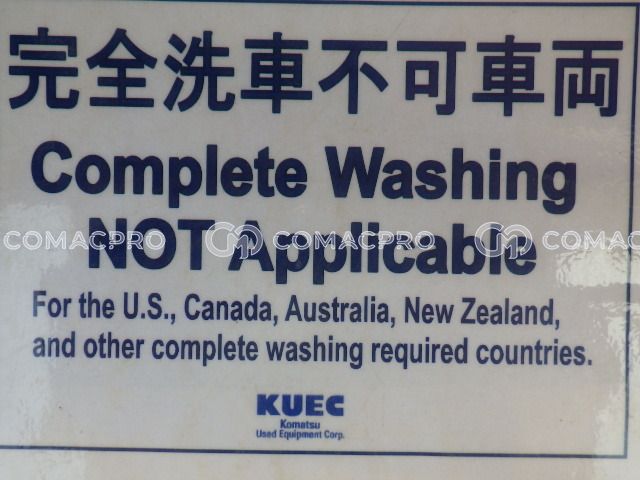 完全洗車不可車両
Complete Washing
NOT Applicable
COMACPRO COMACPRO COMACPRO
For the U.S., Canada, Australia, New Zealand,
and other complete washing required countries.
KUEC
Komatsu
Used Equipment Corp.